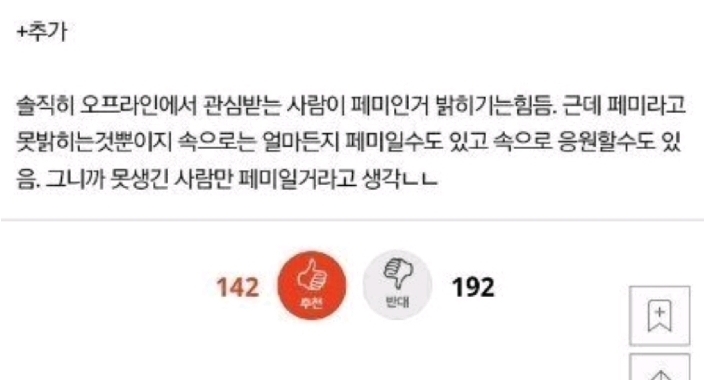 +추가
솔직히 오프라인에서 관심받는 사람이 페미인거 밝히기는힘듬. 근데 페미라고
못밝히는것뿐이지 속으로는 얼마든지 페미일수도 있고 속으로 응원할수도 있
음. 그니까 못생긴 사람만 페미일거라고 생각ㄴㄴ
142 추천 반대 192